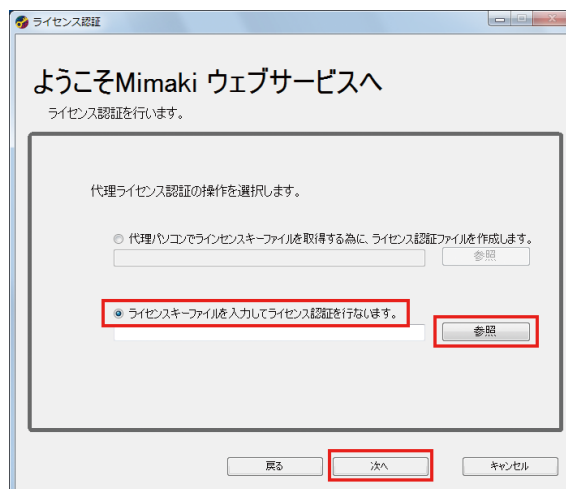 ライセンス認証
ようこそMimaki ウェブサービスへ
ライセンス認証を行います。
代理ライセンス認証の操作を選択します。
代理パソコンでラインセンスキーファイルを取得する為に、ライセンス認証ファイルを作成します。
参照
ライセンスキーファイルを入力してライセンス認証を行ないます。
参照
戻る
次へ
キャンセル